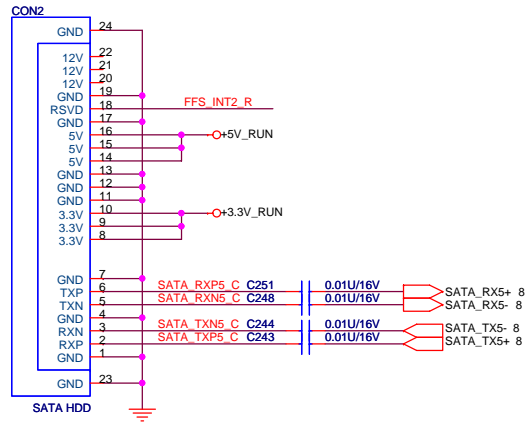 CON2
GND 24
12V 22
12V 21
12V 20
GND 19
RSVD 18 FFS_INT2_R
GND 17
5V 16 +5V_RUN
5V 15
5V 14
GND 13
GND 12
GND 11
3.3V 10 +3.3V_RUN
3.3V 9
3.3V 8
GND 7
TXP 6 SATA_RXP5_C C251 0.01U/16V SATA_RX5+ 8
TXN 5 SATA_RXN5_C C248 0.01U/16V SATA_RX5- 8
GND 4
RXN 3 SATA_TXN5_C C244 0.01U/16V SATA_TX5- 8
RXP 2 SATA_TXP5_C C243 0.01U/16V SATA_TX5+ 8
GND 1
GND 23
SATA HDD